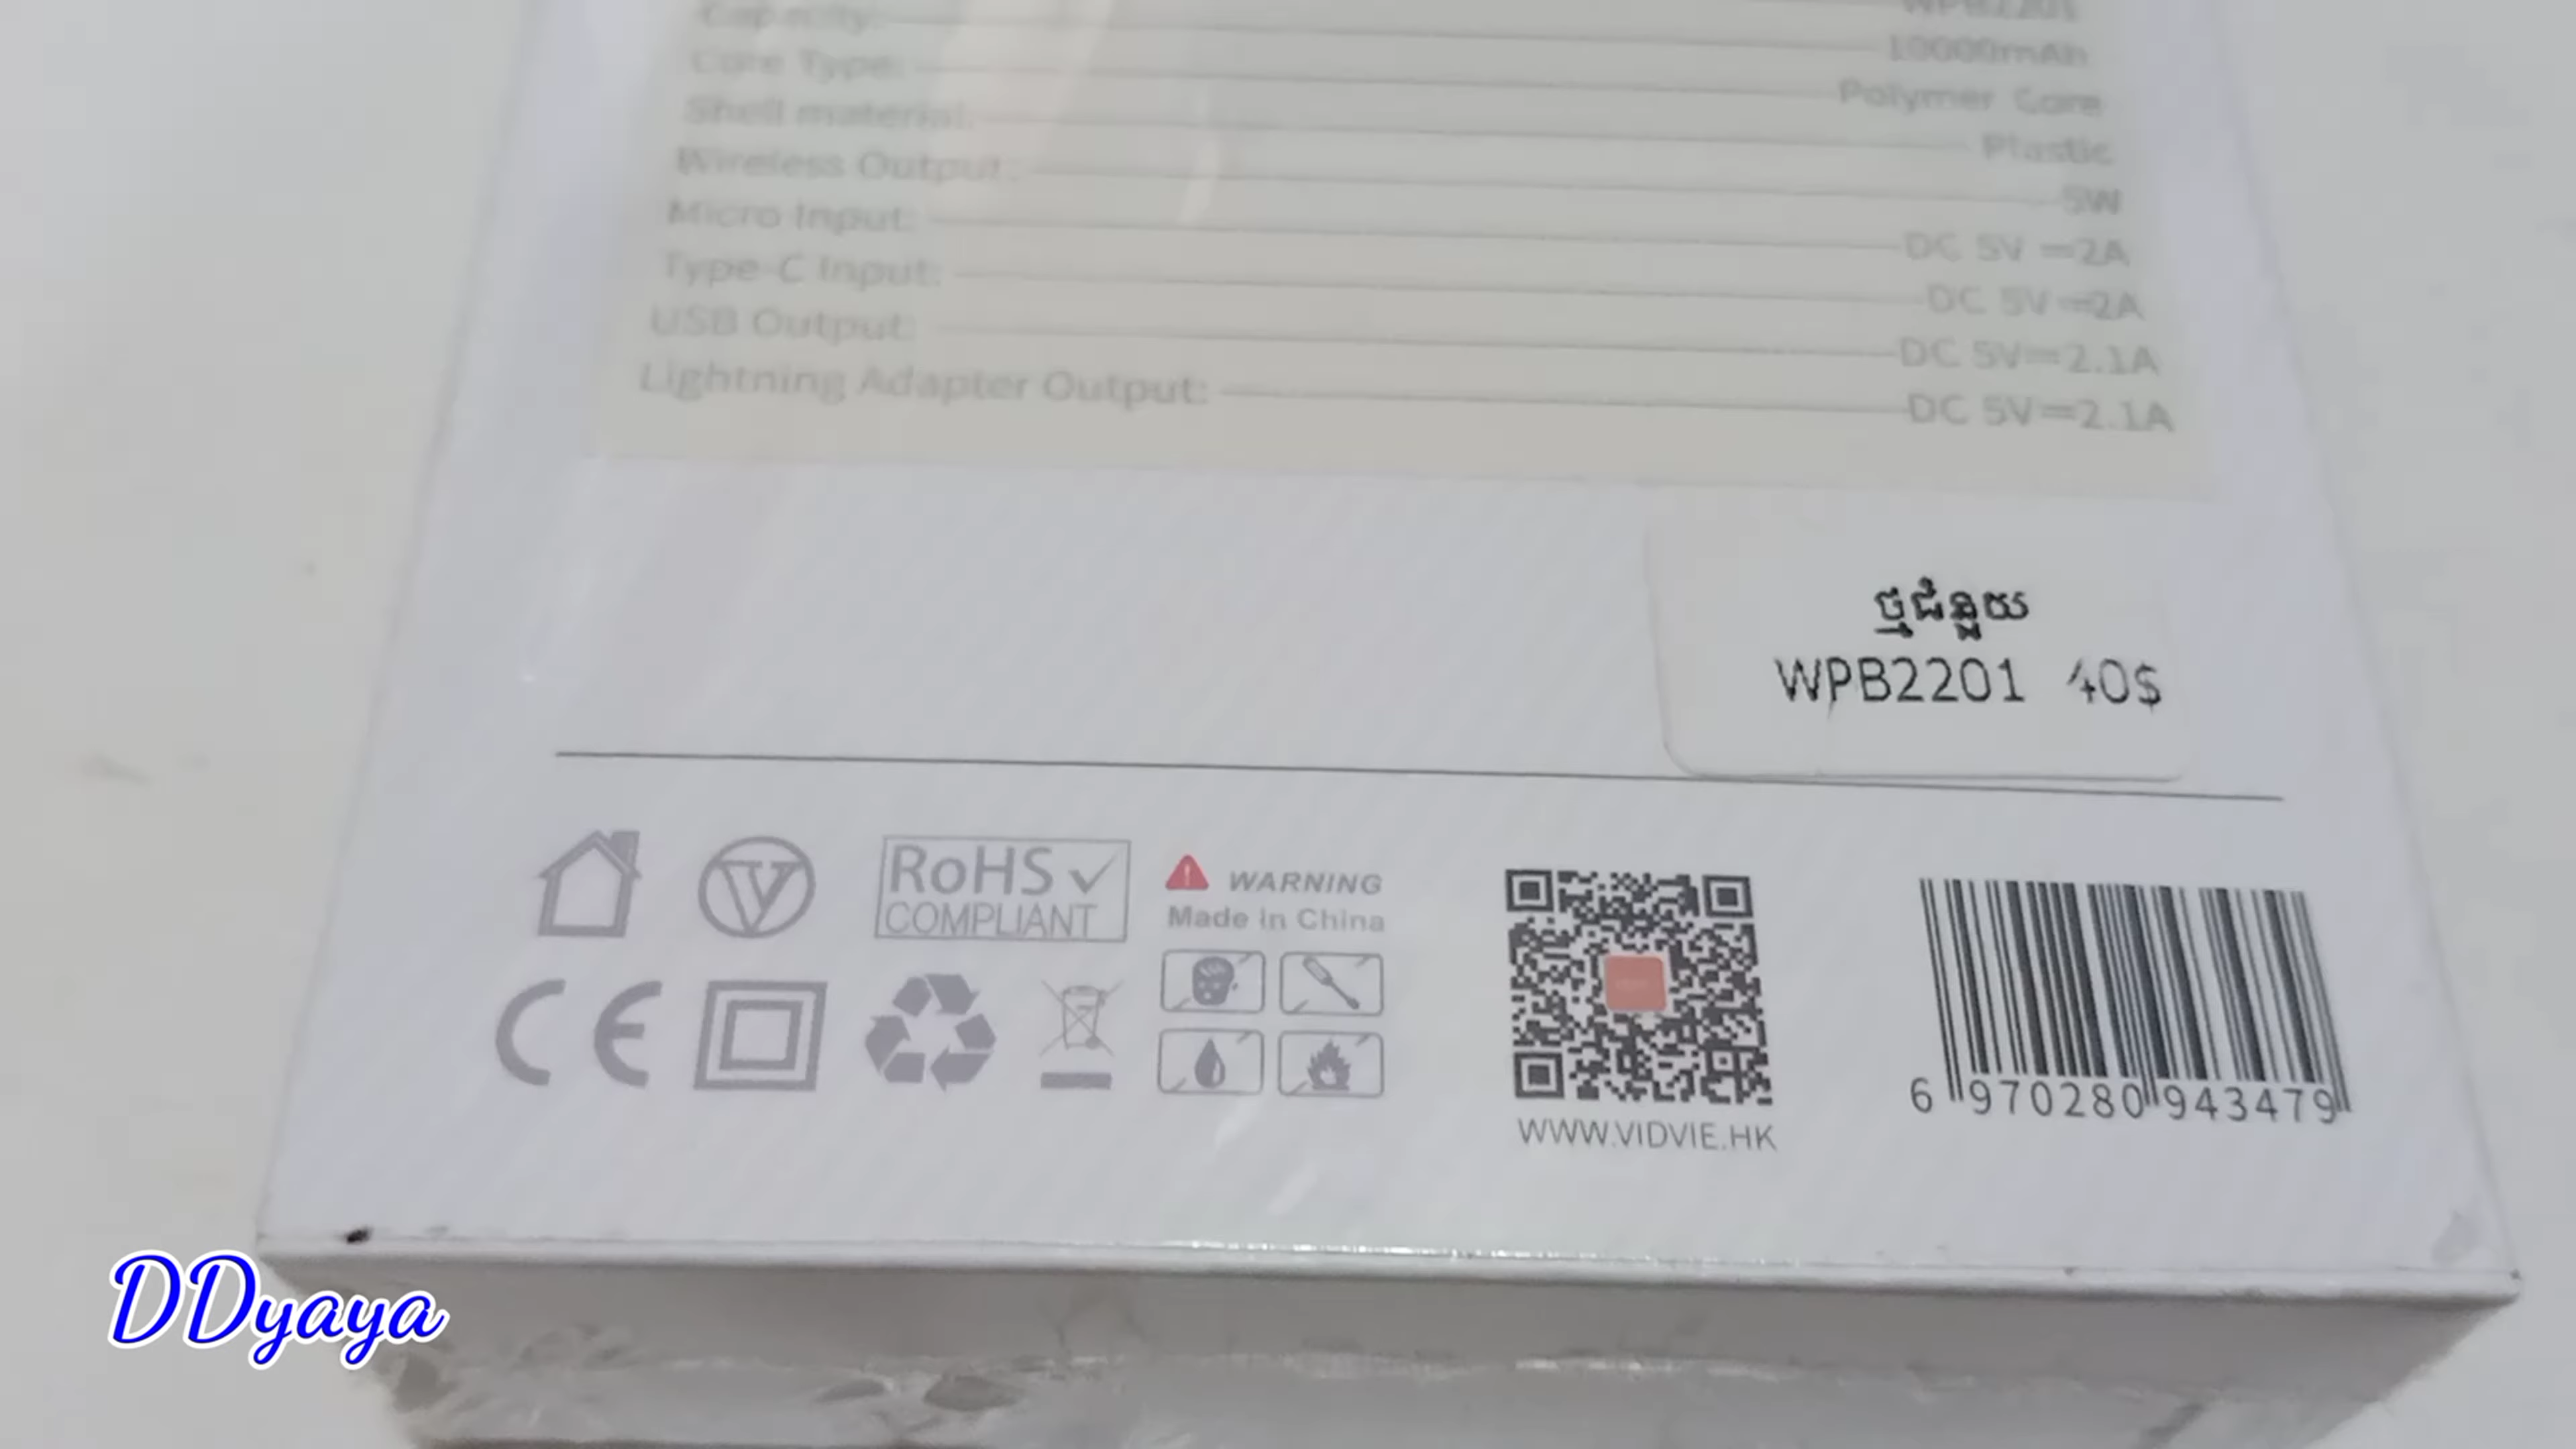 WPB2201
Capacity: 10000mAh
Core Type: Polymer Core
Shell material: Plastic
Wireless Output: 5W
Micro Input: DC 5V ⎓2A
Type-C Input: DC 5V ⎓2A
USB Output: DC 5V⎓2.1A
Lightning Adapter Output: DC 5V⎓2.1A
ថ្មជំនួយ
WPB2201 40$
RoHS ✓
COMPLIANT
WARNING
Made in China
CE
WWW.VIDVIE.HK
6 970280 943479
DDyaya